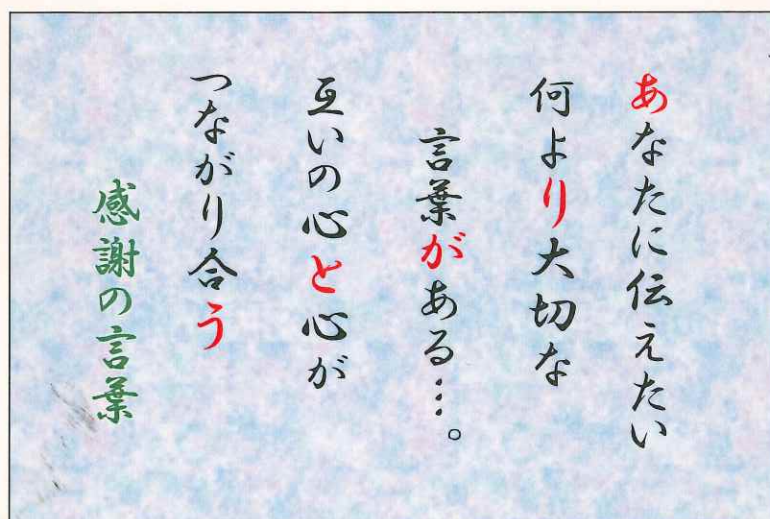 あなたに伝えたい
何より大切な
言葉がある…。
互いの心と心が
つながり合う
感謝の言葉